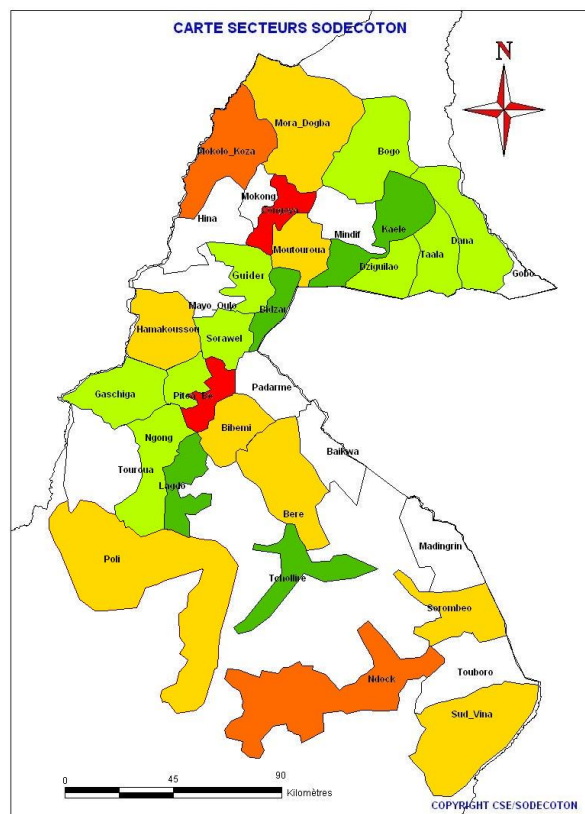 CARTE SECTEURS SODECOTON
N
Mora_Dogba
Mokolo_Koza
Bogo
Mokong
Hina
Mindif
Kaele
Moutouroua
Dana
Taala
Guider
Dziguilao
Gobo
Mayo_Oulo
Hamakoussou
Sorawel
Padarme
Gaschiga
Bibemi
Ngong
Baikwa
Touroua
Lagdo
Bere
Madingrin
Poli
Tchollire
Sorombeo
Touboro
Ndock
Sud_Vina
0 45 90
Kilomètres
COPYRIGHT CSE/SODECOTON